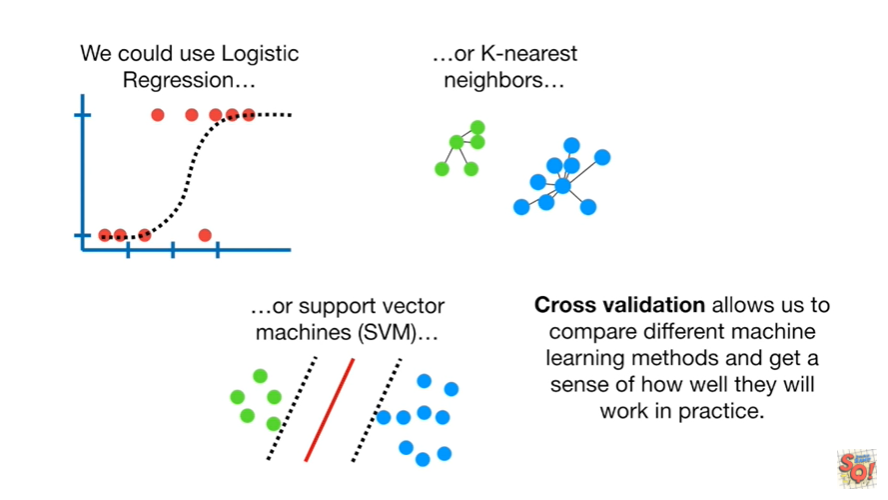 We could use Logistic
Regression…
…or K-nearest
neighbors…
…or support vector
machines (SVM)…
Cross validation allows us to
compare different machine
learning methods and get a
sense of how well they will
work in practice.
SQ!